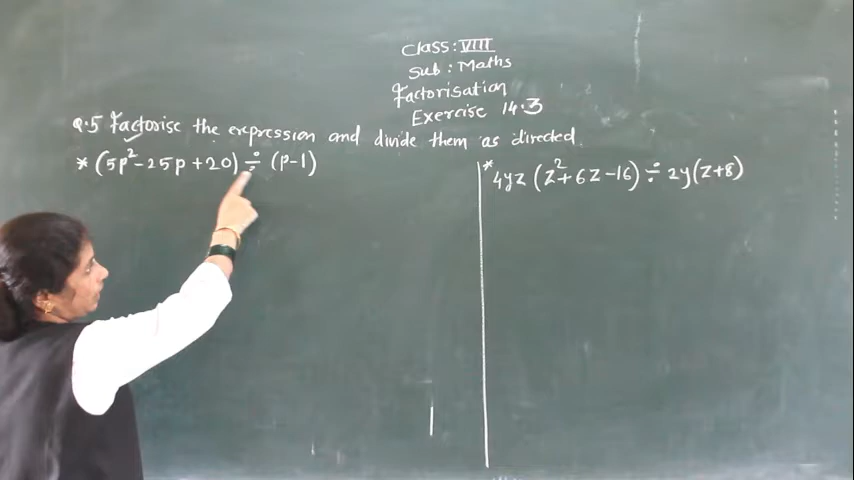 Class: VIII
Sub: Maths
Factorisation
Exercise 14.3
Q.5 Factorise the expression and divide them as directed.
* (5p² - 25p + 20) ÷ (p-1)
* 4yz (z² + 6z - 16) ÷ 2y(z+8)